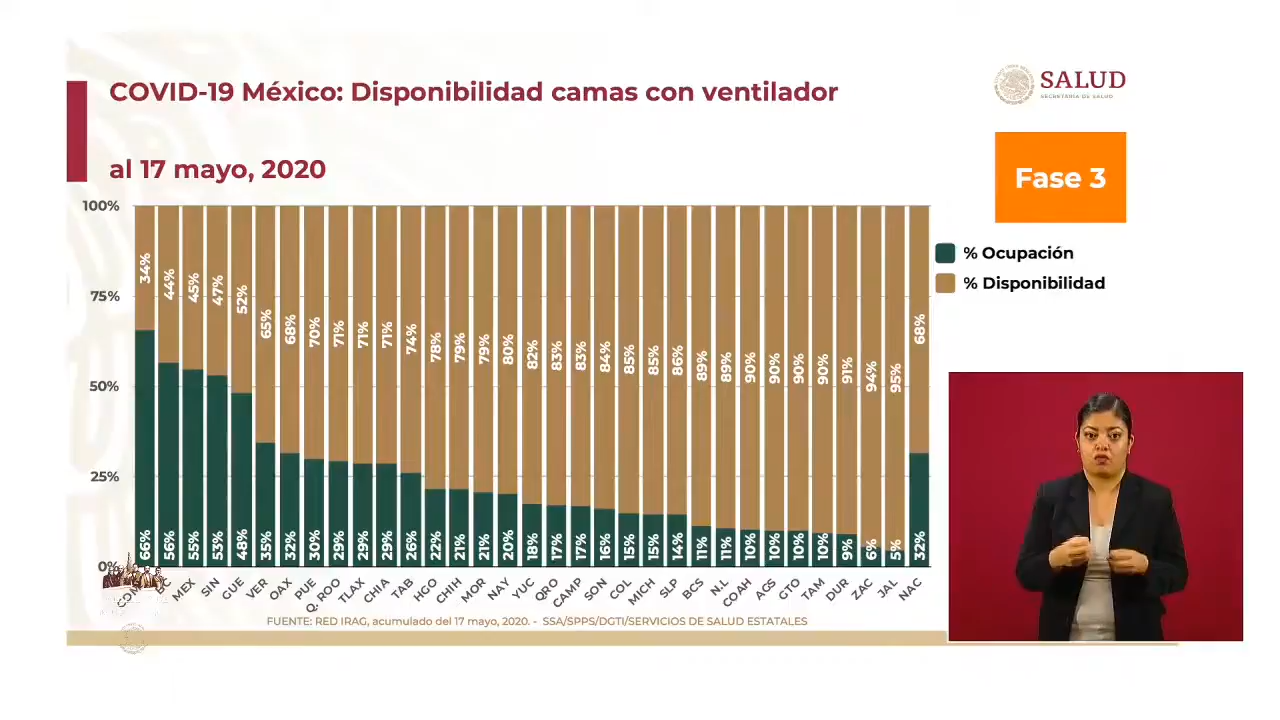 COVID-19 México: Disponibilidad camas con ventilador
al 17 mayo, 2020
SALUD
SECRETARÍA DE SALUD
Fase 3
% Ocupación
% Disponibilidad
100%
75%
50%
25%
0%
34% 44% 45% 47% 52% 65% 68% 70% 71% 71% 71% 74% 78% 79% 79% 80% 82% 83% 83% 84% 85% 85% 86% 89% 89% 90% 90% 90% 90% 91% 94% 95% 68%
66% 56% 55% 53% 48% 35% 32% 30% 29% 29% 29% 26% 22% 21% 21% 20% 18% 17% 17% 16% 15% 15% 14% 11% 11% 10% 10% 10% 10% 9% 6% 5% 32%
MEX SIN GUE VER OAX PUE Q. ROO TLAX CHIA TAB HGO CHIH MOR NAY YUC QRO CAMP SON COL MICH SLP BCS N.L COAH AGS GTO TAM DUR ZAC JAL NAC
FUENTE: RED IRAG, acumulado del 17 mayo, 2020. - SSA/SPPS/DGTI/SERVICIOS DE SALUD ESTATALES